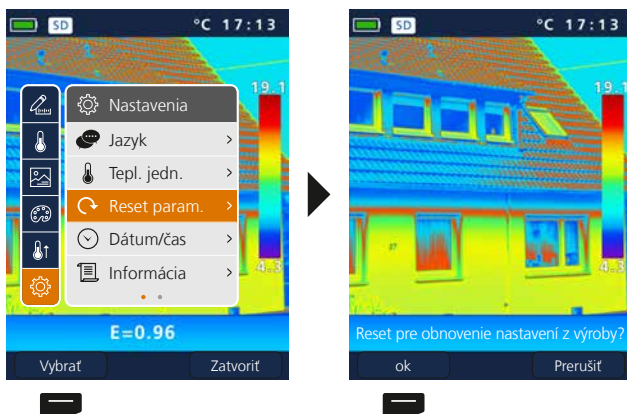 SD °C 17:13
19.1
Nastavenia
Jazyk
Tepl. jedn.
Reset param.
Dátum/čas
Informácia
4.3
E=0.96
Vybrať Zatvoriť
SD °C 17:13
19.1
4.3
Reset pre obnovenie nastavení z výroby?
ok Prerušiť